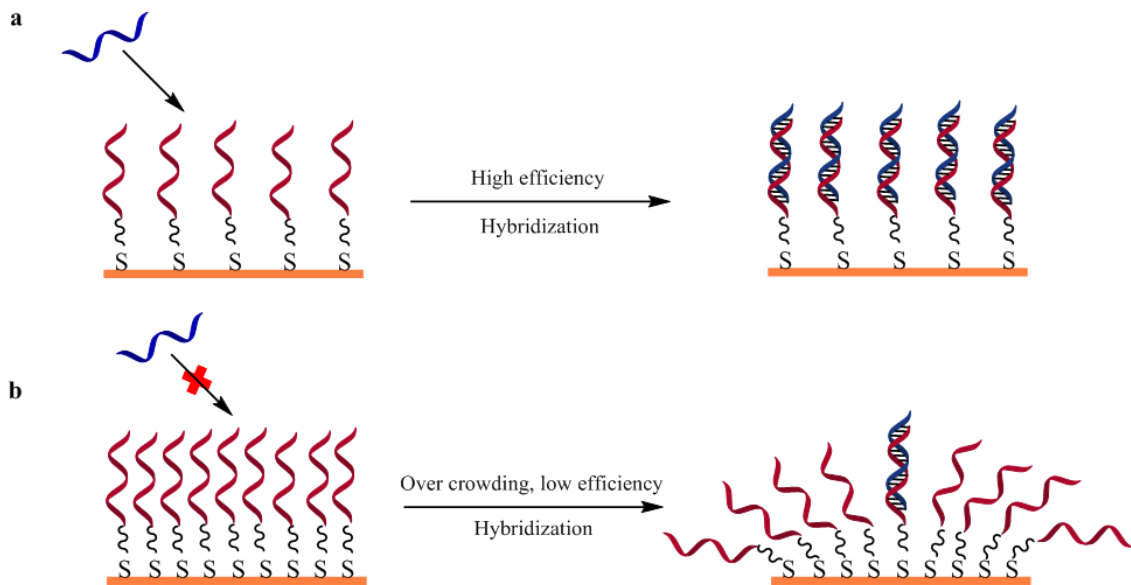 a
High efficiency
Hybridization
S S S S S
S S S S S
b
Over crowding, low efficiency
Hybridization
S S S S S S S S S
S S S S S S S S S